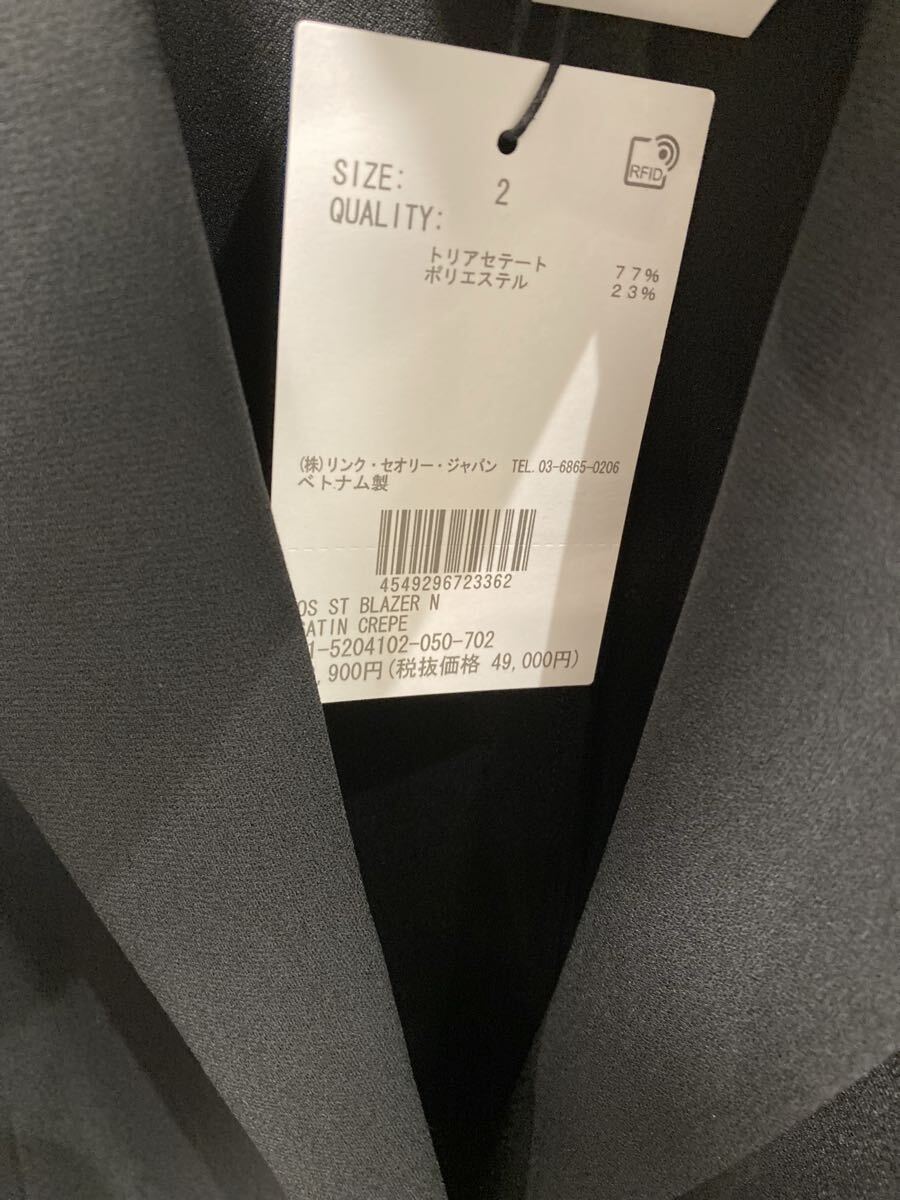 RFID
SIZE: 2
QUALITY:
トリアセテート 77%
ポリエステル 23%
(株)リンク・セオリー・ジャパン TEL. 03-6865-0206
ベトナム製
4549296723362
OS ST BLAZER N
SATIN CREPE
1-5204102-050-702
,900円(税抜価格 49,000円)